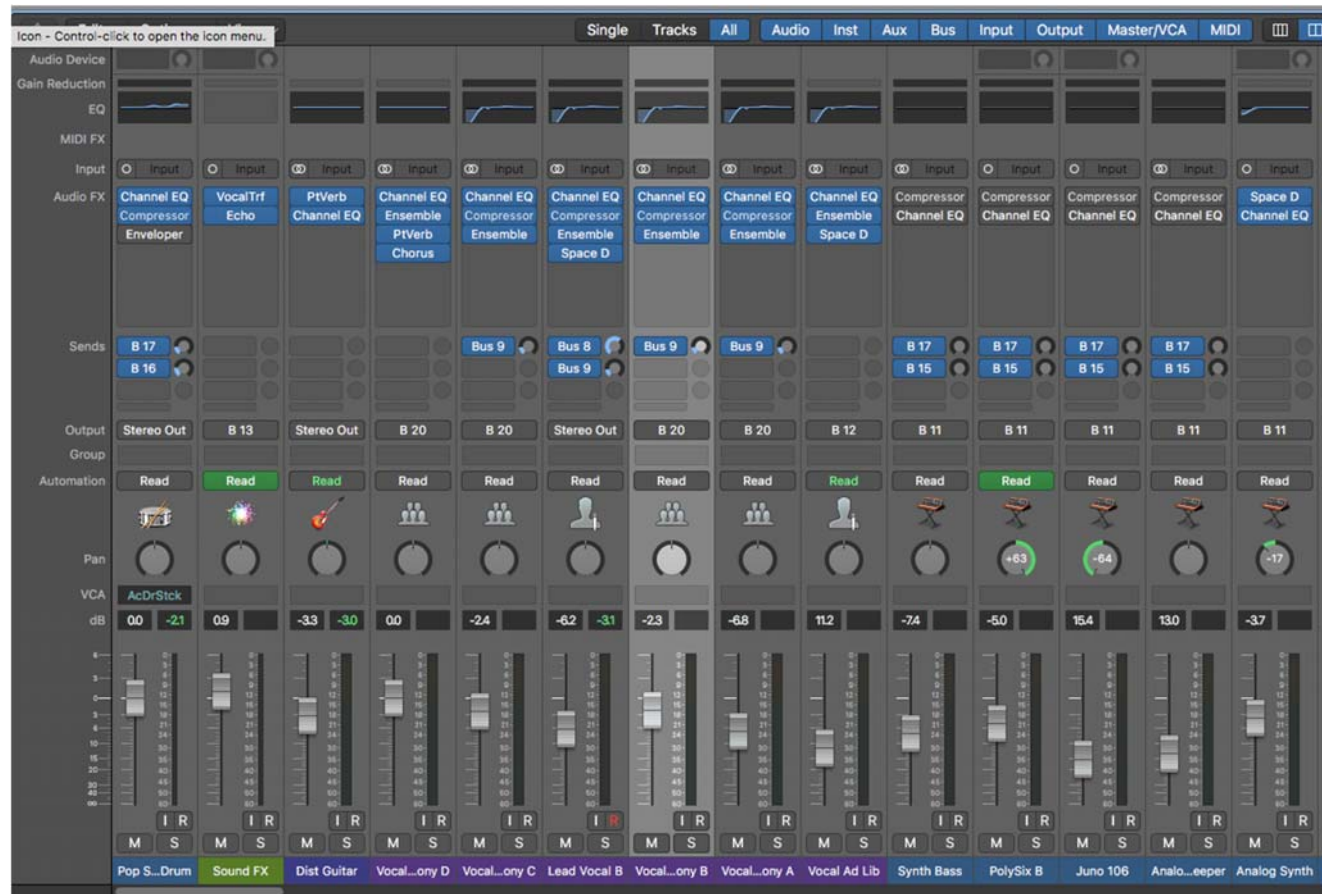 Icon - Control-click to open the icon menu.
Single Tracks All Audio Inst Aux Bus Input Output Master/VCA MIDI
Audio Device
Gain Reduction
EQ
MIDI FX
Input Input Input Input Input Input Input Input Input Input Input Input Input Input Input
Audio FX Channel EQ VocalTrf PtVerb Channel EQ Channel EQ Channel EQ Channel EQ Channel EQ Channel EQ Compressor Compressor Compressor Compressor Space D
Compressor Echo Channel EQ Ensemble Compressor Compressor Compressor Compressor Ensemble Channel EQ Channel EQ Channel EQ Channel EQ Channel EQ
Enveloper PtVerb Ensemble Ensemble Ensemble Ensemble Space D
Chorus Space D
Sends B 17 Bus 9 Bus 8 Bus 9 Bus 9 B 17 B 17 B 17 B 17
B 16 Bus 9 B 15 B 15 B 15 B 15
Output Stereo Out B 13 Stereo Out B 20 B 20 Stereo Out B 20 B 20 B 12 B 11 B 11 B 11 B 11 B 11
Group
Automation Read Read Read Read Read Read Read Read Read Read Read Read Read Read
Pan +63 -64 -17
VCA AcDrStck
dB 0.0 -2.1 0.9 -3.3 -3.0 0.0 -2.4 -6.2 -3.1 -2.3 -6.8 11.2 -7.4 -5.0 15.4 13.0 -3.7
I R I R I R I R I R I R I R I R I R I R I R I R I R I R
M S M S M S M S M S M S M S M S M S M S M S M S M S M S
Pop S...Drum Sound FX Dist Guitar Vocal...ony D Vocal...ony C Lead Vocal B Vocal...ony B Vocal...ony A Vocal Ad Lib Synth Bass PolySix B Juno 106 Analo...eeper Analog Synth